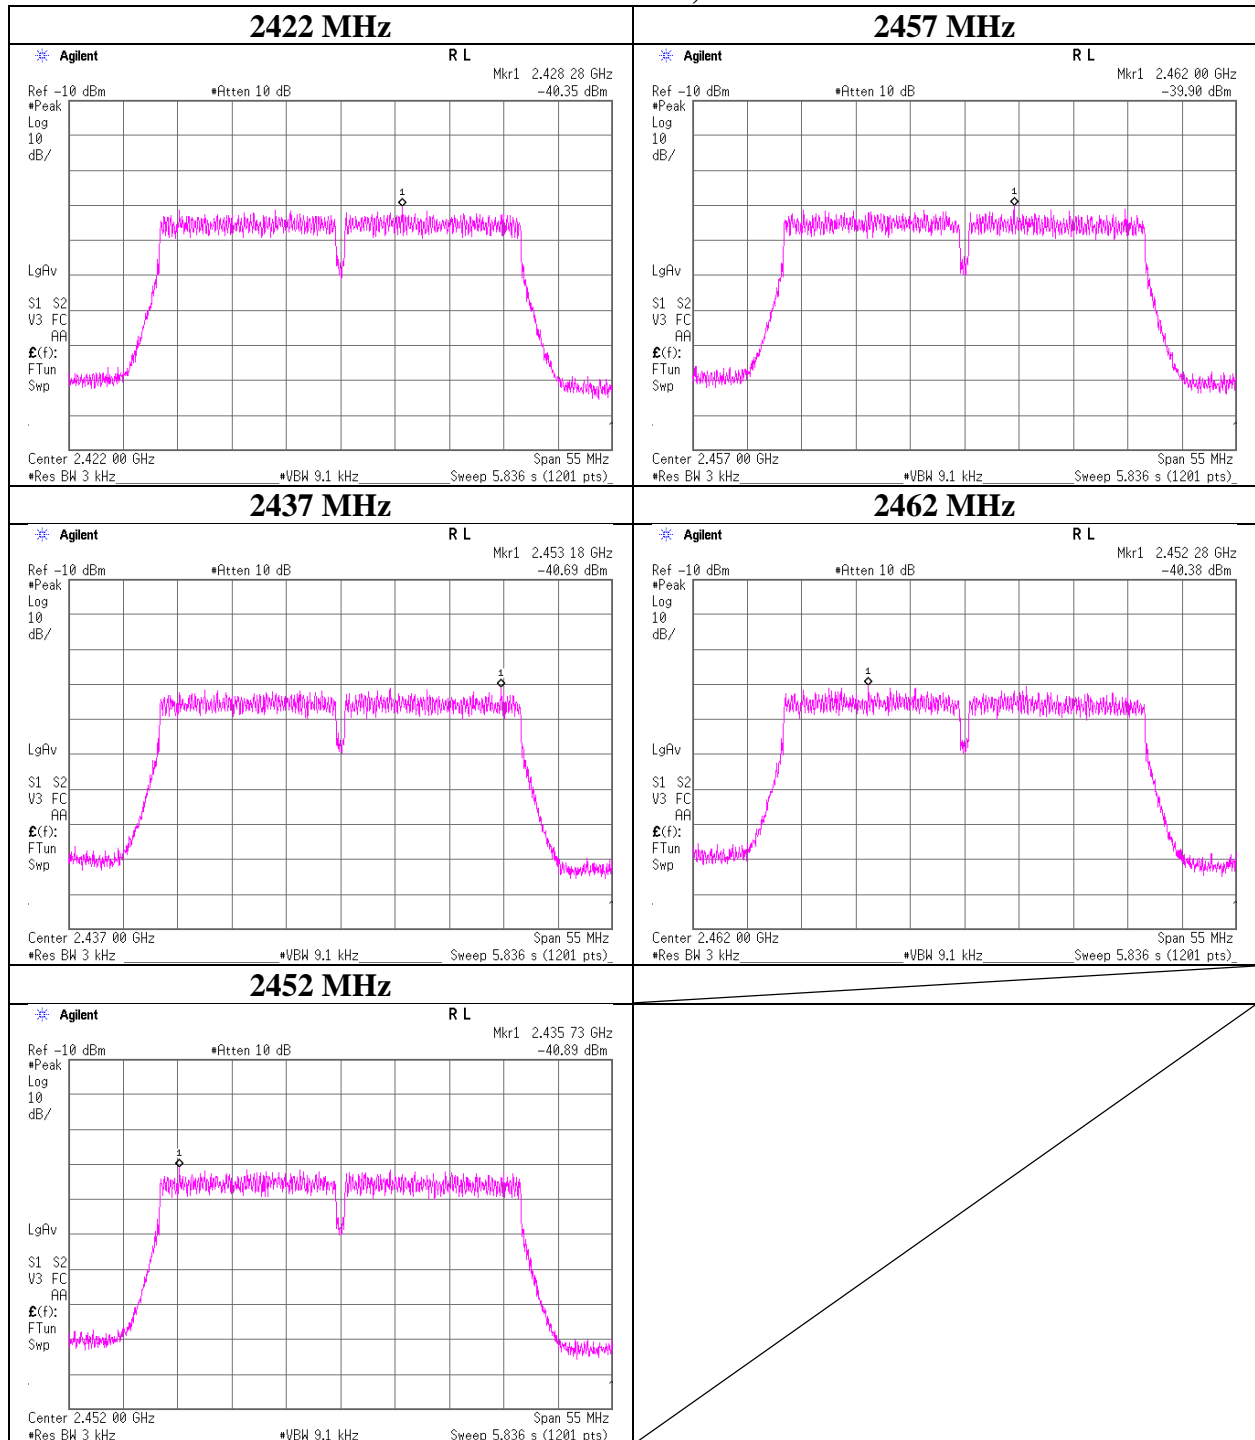 2422 MHz
Agilent
R L
Mkr1 2.428 28 GHz
Ref -10 dBm
#Atten 10 dB
-40.35 dBm
#Peak
Log
10
dB/
1
LgAv
S1 S2
V3 FC
AA
£(f):
FTun
Swp
Center 2.422 00 GHz
Span 55 MHz
#Res BW 3 kHz
#VBW 9.1 kHz
Sweep 5.836 s (1201 pts)
2457 MHz
Agilent
R L
Mkr1 2.462 00 GHz
Ref -10 dBm
#Atten 10 dB
-39.90 dBm
#Peak
Log
10
dB/
1
LgAv
S1 S2
V3 FC
AA
£(f):
FTun
Swp
Center 2.457 00 GHz
Span 55 MHz
#Res BW 3 kHz
#VBW 9.1 kHz
Sweep 5.836 s (1201 pts)
2437 MHz
Agilent
R L
Mkr1 2.453 18 GHz
Ref -10 dBm
#Atten 10 dB
-40.69 dBm
#Peak
Log
10
dB/
1
LgAv
S1 S2
V3 FC
AA
£(f):
FTun
Swp
Center 2.437 00 GHz
Span 55 MHz
#Res BW 3 kHz
#VBW 9.1 kHz
Sweep 5.836 s (1201 pts)
2462 MHz
Agilent
R L
Mkr1 2.452 28 GHz
Ref -10 dBm
#Atten 10 dB
-40.38 dBm
#Peak
Log
10
dB/
1
LgAv
S1 S2
V3 FC
AA
£(f):
FTun
Swp
Center 2.462 00 GHz
Span 55 MHz
#Res BW 3 kHz
#VBW 9.1 kHz
Sweep 5.836 s (1201 pts)
2452 MHz
Agilent
R L
Mkr1 2.435 73 GHz
Ref -10 dBm
#Atten 10 dB
-40.89 dBm
#Peak
Log
10
dB/
1
LgAv
S1 S2
V3 FC
AA
£(f):
FTun
Swp
Center 2.452 00 GHz
Span 55 MHz
#Res BW 3 kHz
#VBW 9.1 kHz
Sweep 5.836 s (1201 pts)